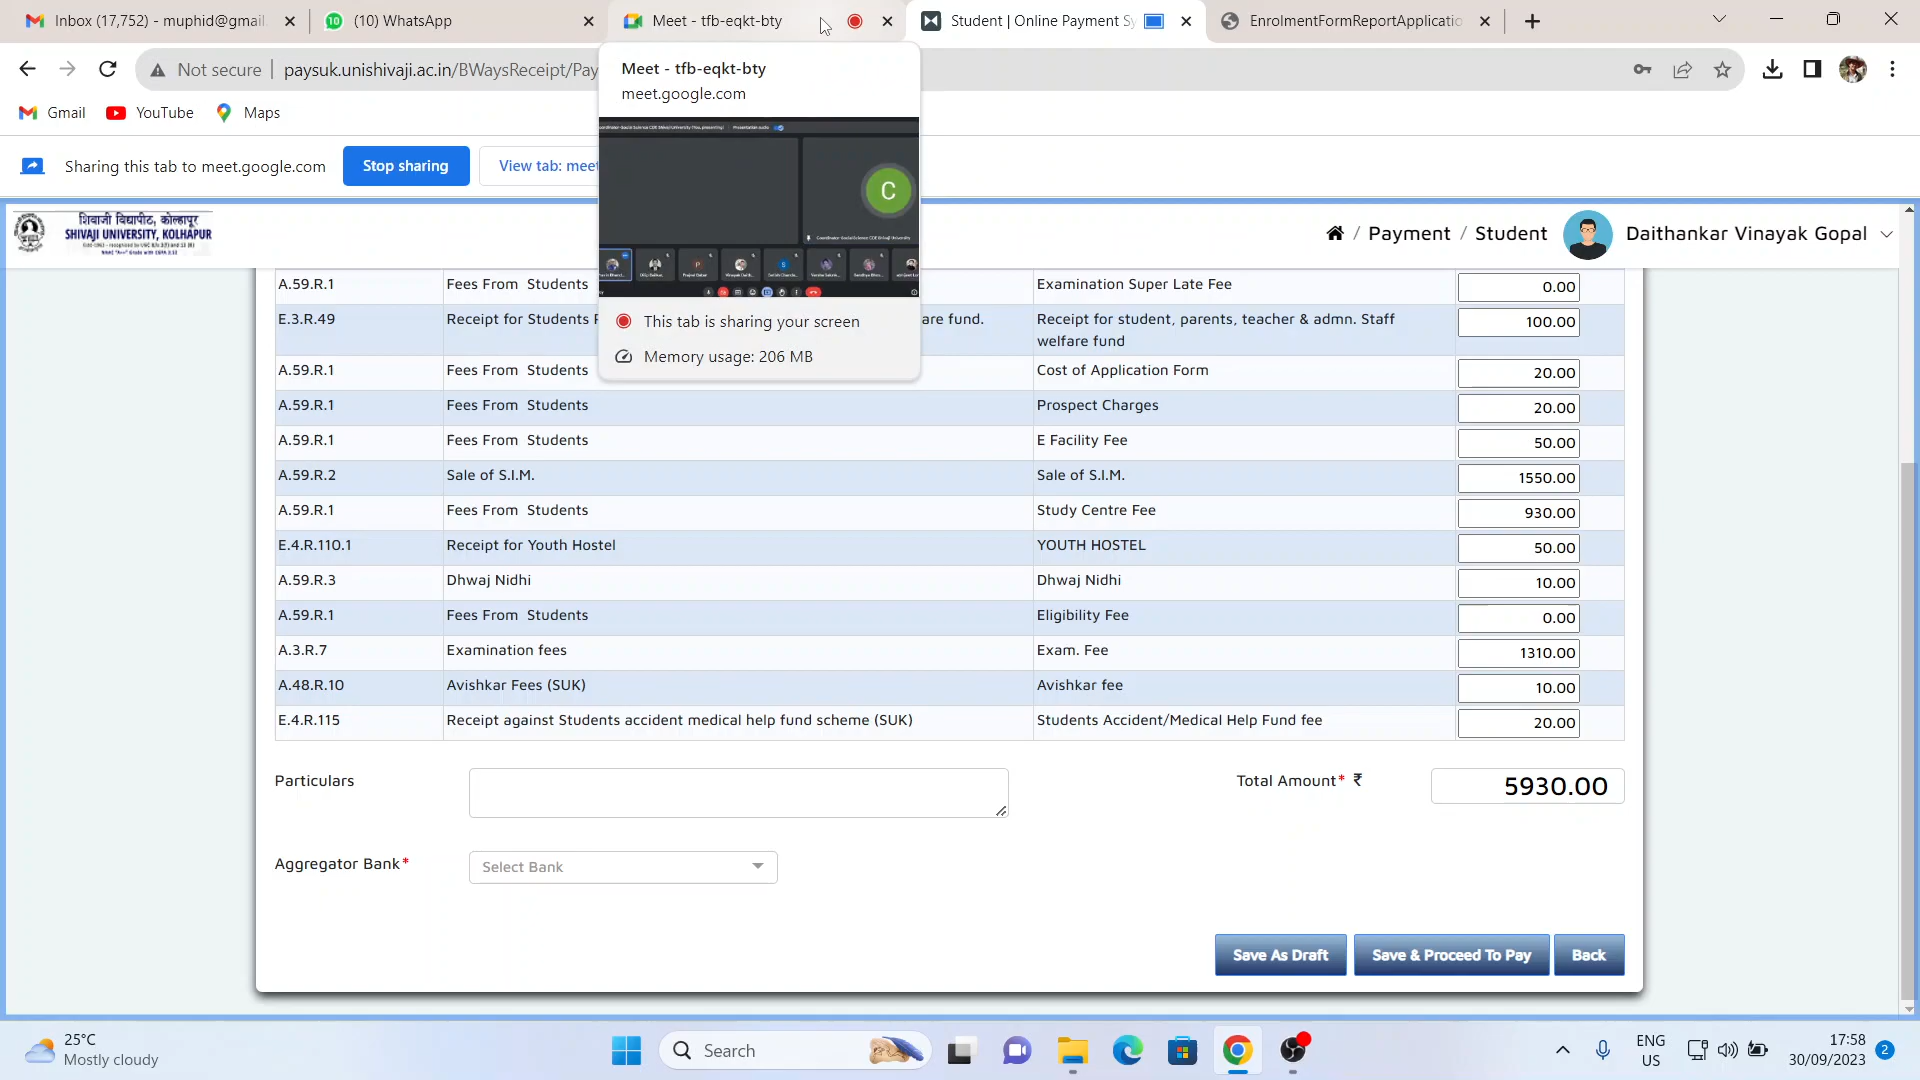 Inbox (17,752) - muphid@gmail.
(10) WhatsApp
Meet - tfb-eqkt-bty
Student | Online Payment Sy
EnrolmentFormReportApplicatio
Not secure
paysuk.unishivaji.ac.in/BWaysReceipt/Pay
Gmail
YouTube
Maps
Meet - tfb-eqkt-bty
meet.google.com
Sharing this tab to meet.google.com
Stop sharing
View tab: meet
C
This tab is sharing your screen
Memory usage: 206 MB
शिवाजी विद्यापीठ, कोल्हापूर
SHIVAJI UNIVERSITY, KOLHAPUR
/ Payment / Student
Daithankar Vinayak Gopal
A.59.R.1 Fees From Students Examination Super Late Fee 0.00
E.3.R.49 Receipt for Students are fund. Receipt for student, parents, teacher & admn. Staff welfare fund 100.00
A.59.R.1 Fees From Students Cost of Application Form 20.00
A.59.R.1 Fees From Students Prospect Charges 20.00
A.59.R.1 Fees From Students E Facility Fee 50.00
A.59.R.2 Sale of S.I.M. Sale of S.I.M. 1550.00
A.59.R.1 Fees From Students Study Centre Fee 930.00
E.4.R.110.1 Receipt for Youth Hostel YOUTH HOSTEL 50.00
A.59.R.3 Dhwaj Nidhi Dhwaj Nidhi 10.00
A.59.R.1 Fees From Students Eligibility Fee 0.00
A.3.R.7 Examination fees Exam. Fee 1310.00
A.48.R.10 Avishkar Fees (SUK) Avishkar fee 10.00
E.4.R.115 Receipt against Students accident medical help fund scheme (SUK) Students Accident/Medical Help Fund fee 20.00
Particulars
Total Amount* ₹ 5930.00
Aggregator Bank*
Select Bank
Save As Draft
Save & Proceed To Pay
Back
25°C
Mostly cloudy
Search
ENG
US
17:58
30/09/2023
2